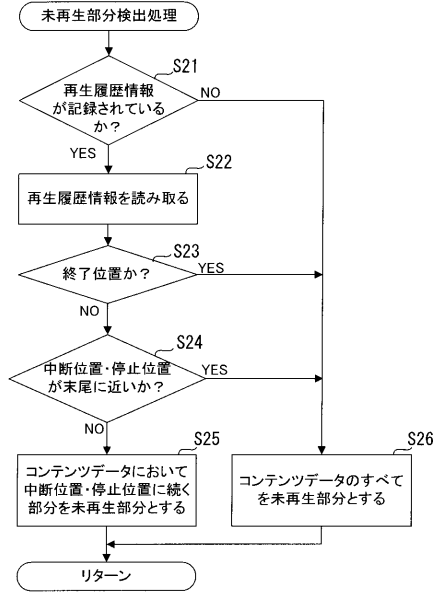 未再生部分検出処理
S21
再生履歴情報
が記録されている
か？
NO
YES
S22
再生履歴情報を読み取る
S23
終了位置か？
YES
NO
S24
中断位置・停止位置
が末尾に近いか？
YES
NO
S25
コンテンツデータにおいて
中断位置・停止位置に続く
部分を未再生部分とする
S26
コンテンツデータのすべて
を未再生部分とする
リターン